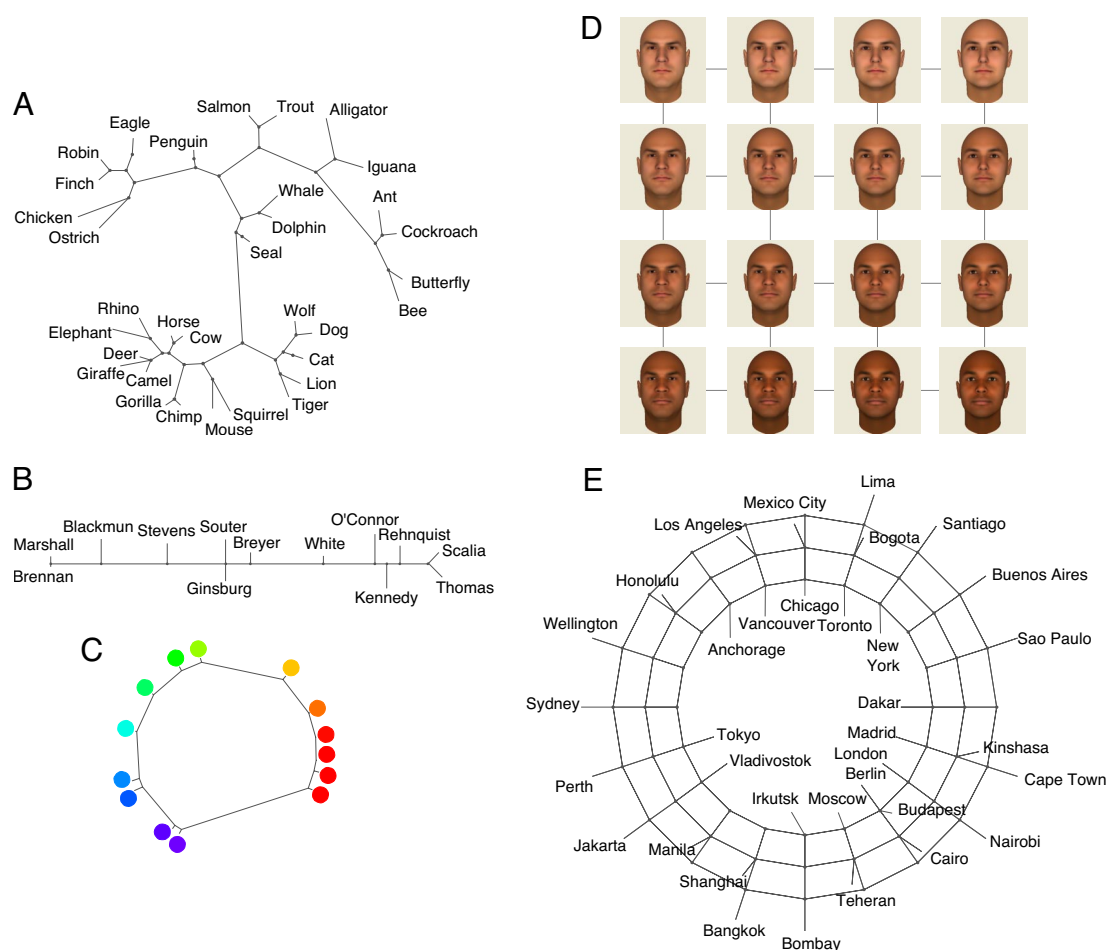 A
Salmon
Trout
Alligator
Eagle
Penguin
Robin
Iguana
Finch
Whale
Ant
Chicken
Dolphin
Ostrich
Cockroach
Seal
Butterfly
Bee
Rhino
Wolf
Horse
Elephant
Dog
Cow
Deer
Cat
Giraffe
Camel
Lion
Gorilla
Tiger
Chimp
Squirrel
Mouse
B
O'Connor
Blackmun
Stevens
Souter
Rehnquist
Marshall
Breyer
White
Scalia
Brennan
Ginsburg
Thomas
Kennedy
C
D
E
Lima
Mexico City
Los Angeles
Santiago
Bogota
Honolulu
Buenos Aires
Chicago
Wellington
Vancouver
Toronto
Sao Paulo
Anchorage
New
York
Sydney
Dakar
Tokyo
Madrid
Kinshasa
London
Vladivostok
Berlin
Cape Town
Perth
Irkutsk
Moscow
Budapest
Nairobi
Jakarta
Manila
Cairo
Shanghai
Teheran
Bangkok
Bombay